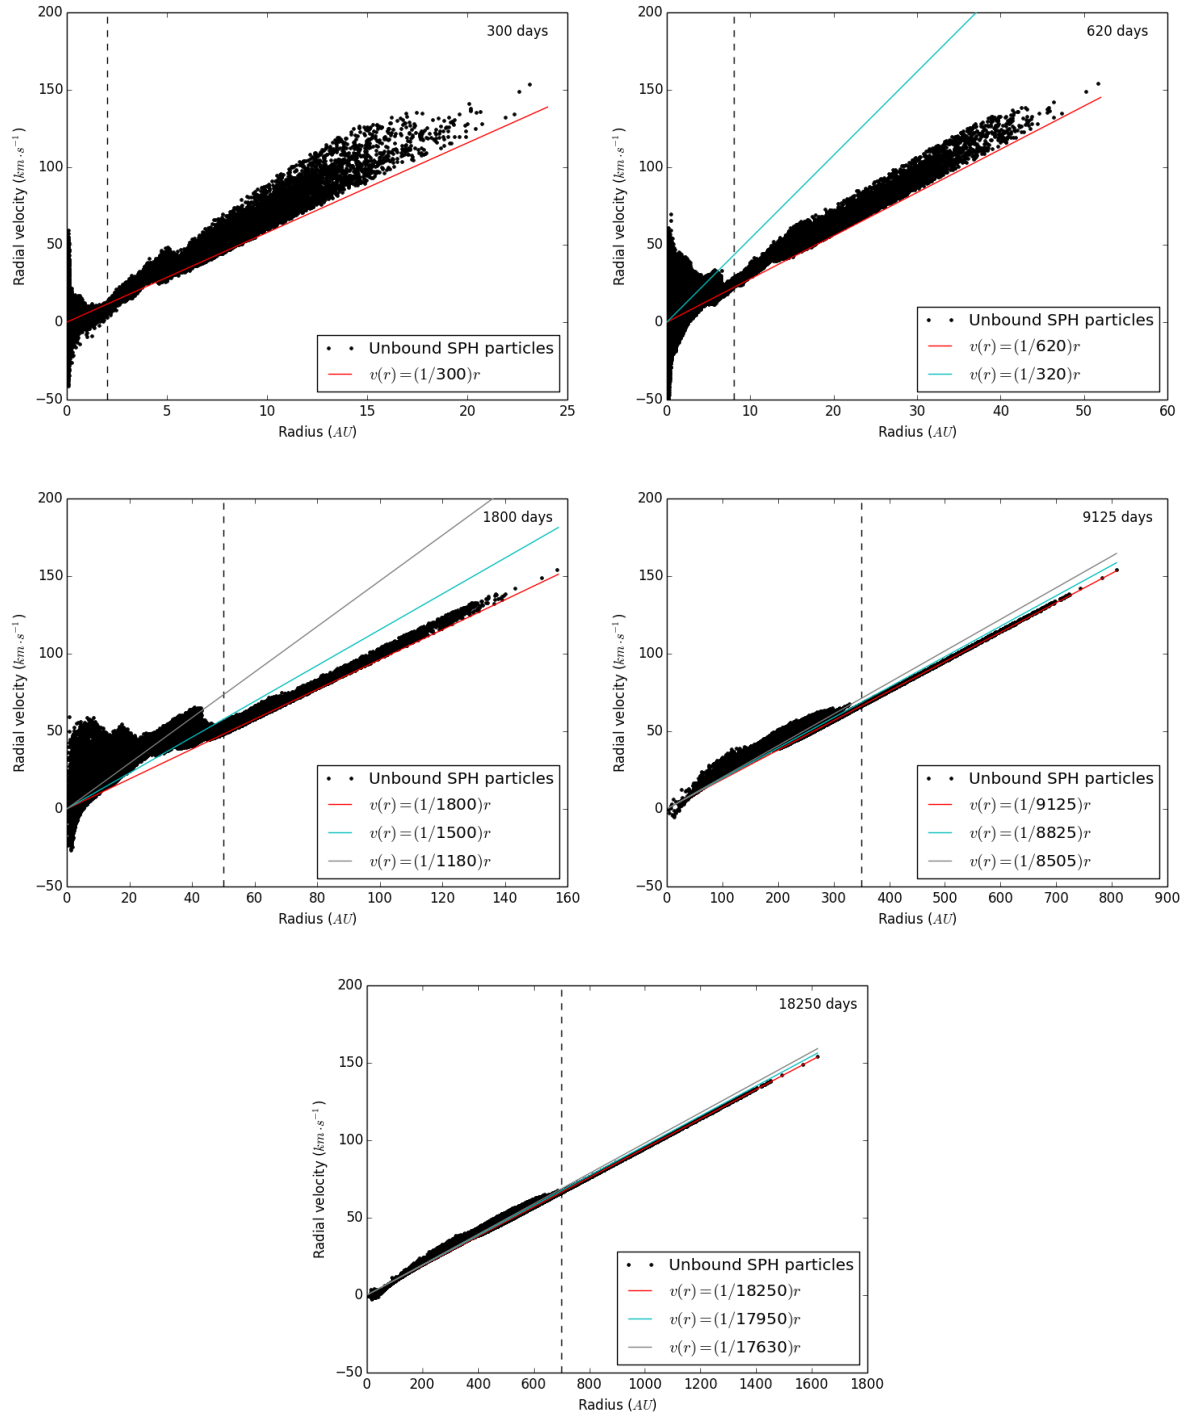 300 days
200
150
100
50
0
−50
Radial velocity (km·s⁻¹)
0 5 10 15 20 25
Radius (AU)
Unbound SPH particles
v(r)=(1/300)r
620 days
200
150
100
50
0
−50
Radial velocity (km·s⁻¹)
0 10 20 30 40 50 60
Radius (AU)
Unbound SPH particles
v(r)=(1/620)r
v(r)=(1/320)r
1800 days
200
150
100
50
0
−50
Radial velocity (km·s⁻¹)
0 20 40 60 80 100 120 140 160
Radius (AU)
Unbound SPH particles
v(r)=(1/1800)r
v(r)=(1/1500)r
v(r)=(1/1180)r
9125 days
200
150
100
50
0
−50
Radial velocity (km·s⁻¹)
0 100 200 300 400 500 600 700 800 900
Radius (AU)
Unbound SPH particles
v(r)=(1/9125)r
v(r)=(1/8825)r
v(r)=(1/8505)r
18250 days
200
150
100
50
0
−50
Radial velocity (km·s⁻¹)
0 200 400 600 800 1000 1200 1400 1600 1800
Radius (AU)
Unbound SPH particles
v(r)=(1/18250)r
v(r)=(1/17950)r
v(r)=(1/17630)r